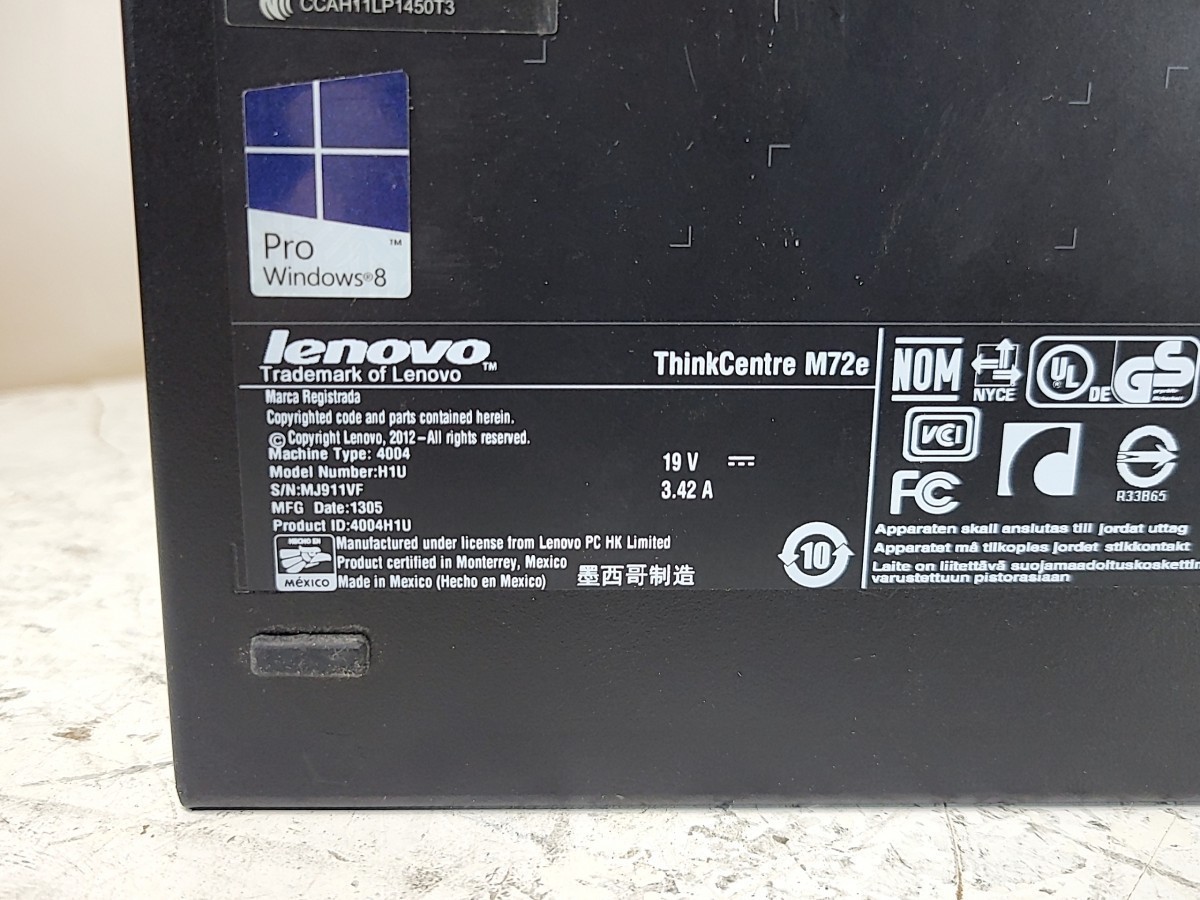 CCAH11LP1450T3
Pro ™
Windows®8
lenovo™
Trademark of Lenovo
ThinkCentre M72e
Marca Registrada
Copyrighted code and parts contained herein.
© Copyright Lenovo, 2012–All rights reserved.
Machine Type: 4004
Model Number:H1U
S/N:MJ911VF
MFG Date:1305
Product ID:4004H1U
19 V
3.42 A
HECHO EN
MÉXICO
Manufactured under license from Lenovo PC HK Limited
Product certified in Monterrey, Mexico
Made in Mexico (Hecho en Mexico) 墨西哥制造
10
NOM
NYCE
UL
DE
GS
VCI
FC
R33B65
Apparaten skall anslutas till jordat uttag
Apparatet må tilkoples jordet stikkontakt
Laite on liitettävä suojamaadoituskoskettin
varustettuun pistorasiaan